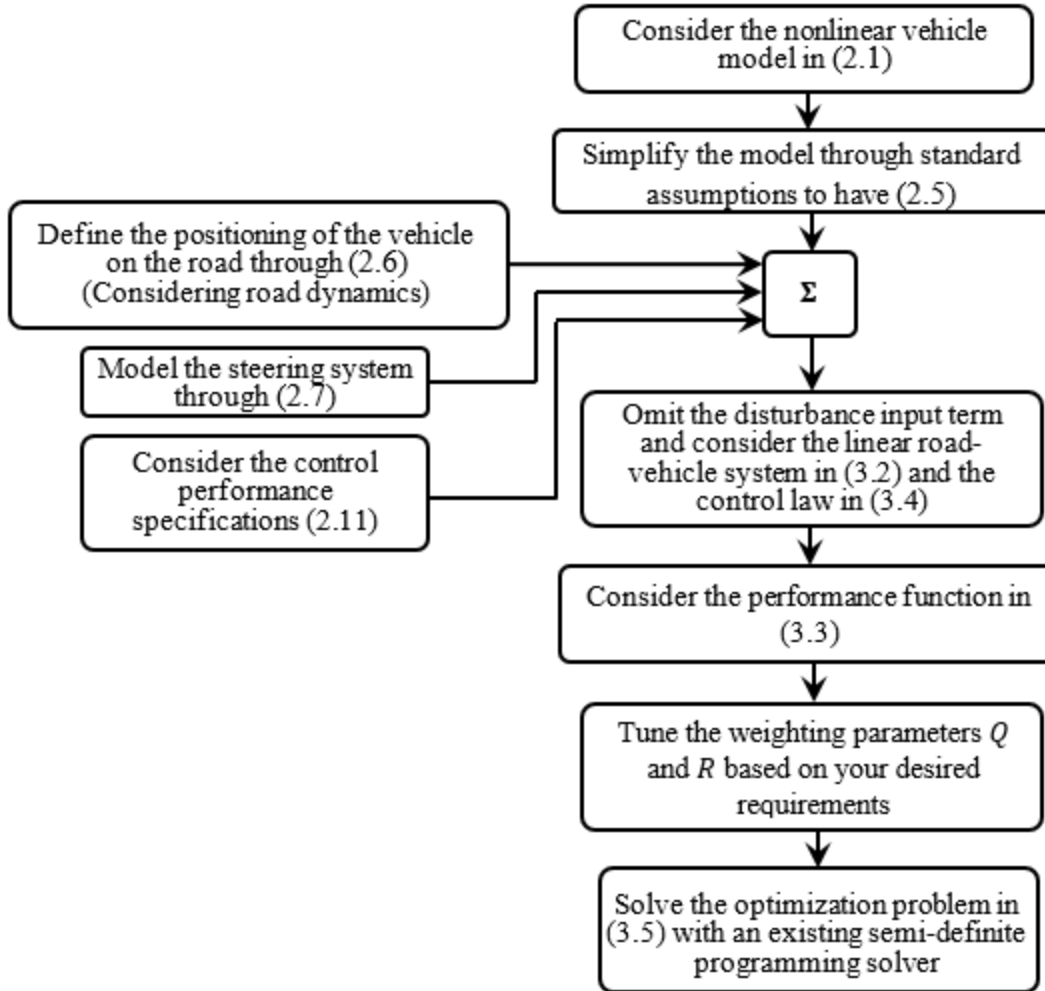 Consider the nonlinear vehicle
model in (2.1)
Simplify the model through standard
assumptions to have (2.5)
Define the positioning of the vehicle
on the road through (2.6)
(Considering road dynamics)
Σ
Model the steering system
through (2.7)
Consider the control
performance
specifications (2.11)
Omit the disturbance input term
and consider the linear road-
vehicle system in (3.2) and the
control law in (3.4)
Consider the performance function in
(3.3)
Tune the weighting parameters Q
and R based on your desired
requirements
Solve the optimization problem in
(3.5) with an existing semi-definite
programming solver